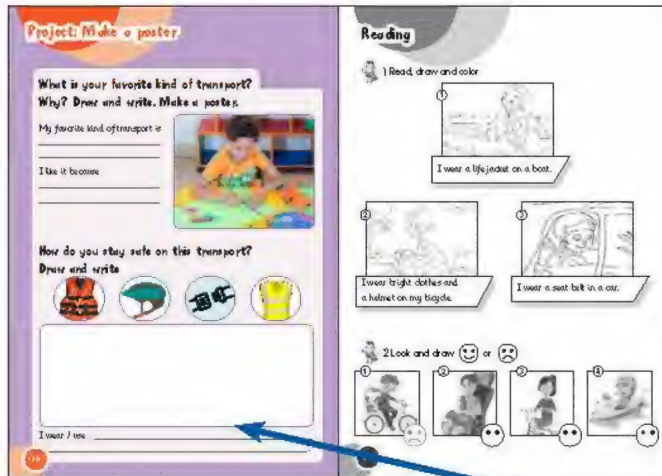 Project: Make a poster
What is your favorite kind of transport?
Why? Draw and write. Make a poster.
My favorite kind of transport is
I like it because
How do you stay safe on this transport?
Draw and write
I wear / use
Reading
1 Read, draw and color
1
I wear a life jacket on a boat.
2
3
I wear bright clothes and
a helmet on my bicycle
I wear a seat belt in a car.
2 Look and draw or
1
2
3
4